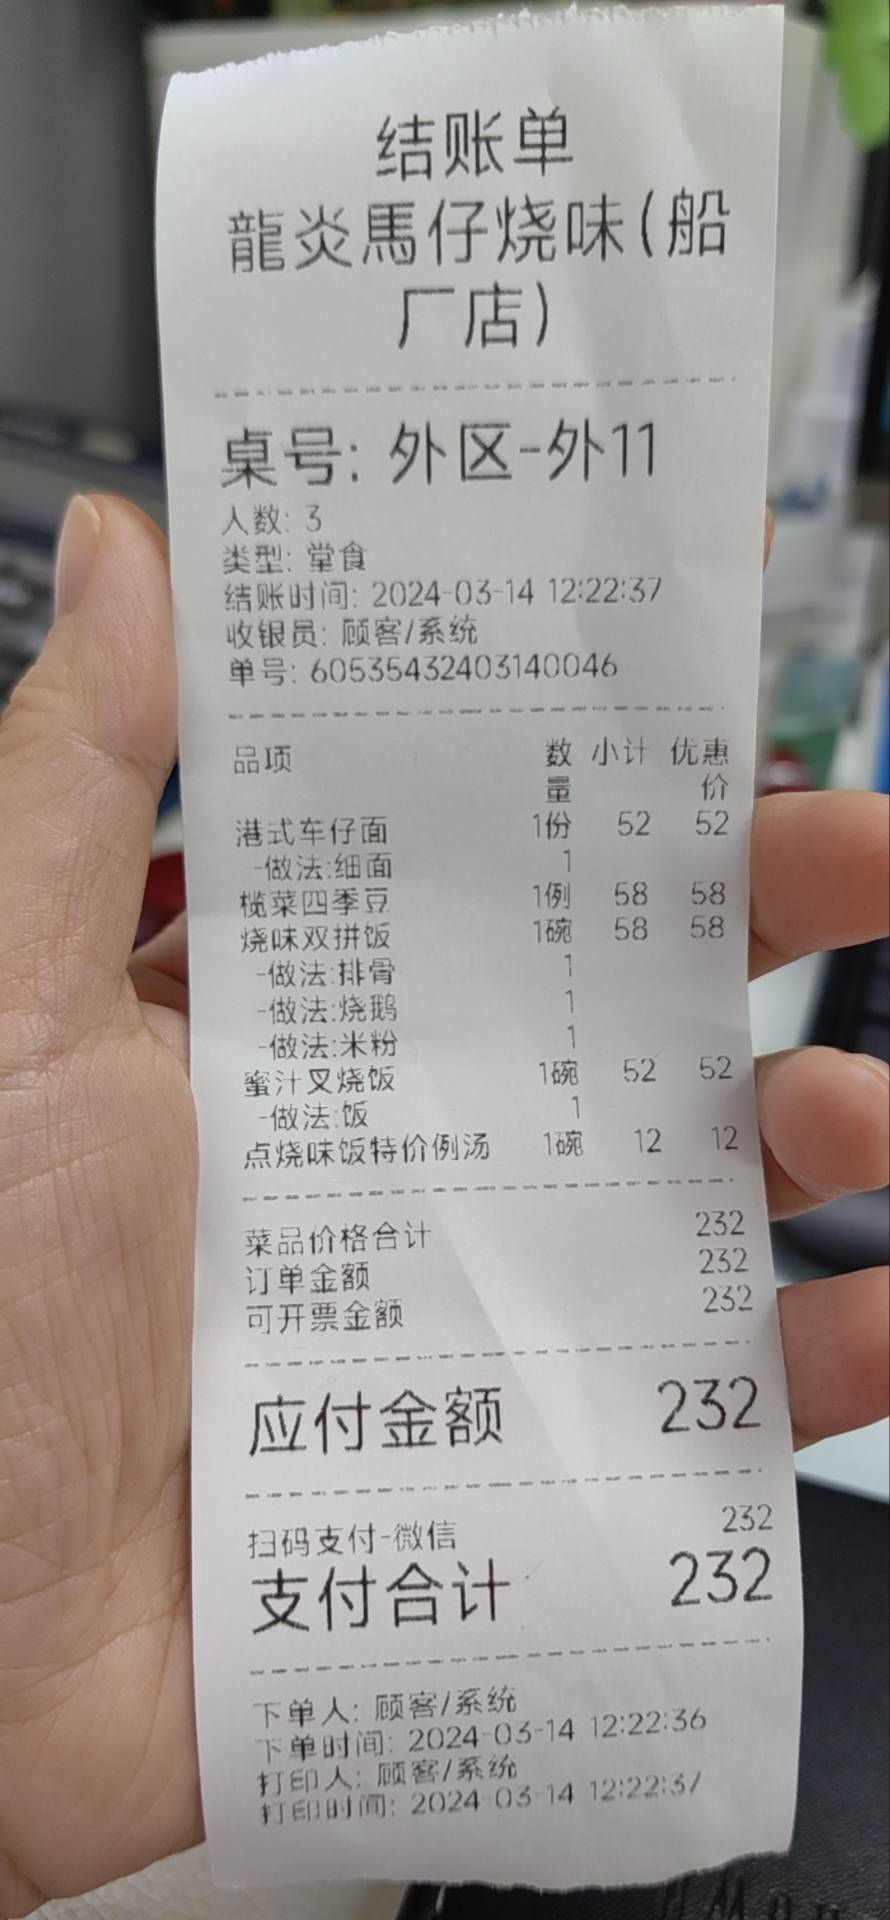 结账单
龍炎馬仔烧味(船
厂店)
桌号: 外区-外11
人数: 3
类型: 堂食
结账时间: 2024-03-14 12:22:37
收银员: 顾客/系统
单号: 60535432403140046
品项 数 小计 优惠
量 价
港式车仔面 1份 52 52
-做法:细面 1
榄菜四季豆 1例 58 58
烧味双拼饭 1碗 58 58
-做法:排骨 1
-做法:烧鹅 1
-做法:米粉 1
蜜汁叉烧饭 1碗 52 52
-做法:饭 1
点烧味饭特价例汤 1碗 12 12
菜品价格合计 232
订单金额 232
可开票金额 232
应付金额 232
扫码支付-微信 232
支付合计 232
下单人: 顾客/系统
下单时间: 2024-03-14 12:22:36
打印人: 顾客/系统
打印时间: 2024-03-14 12:22:37